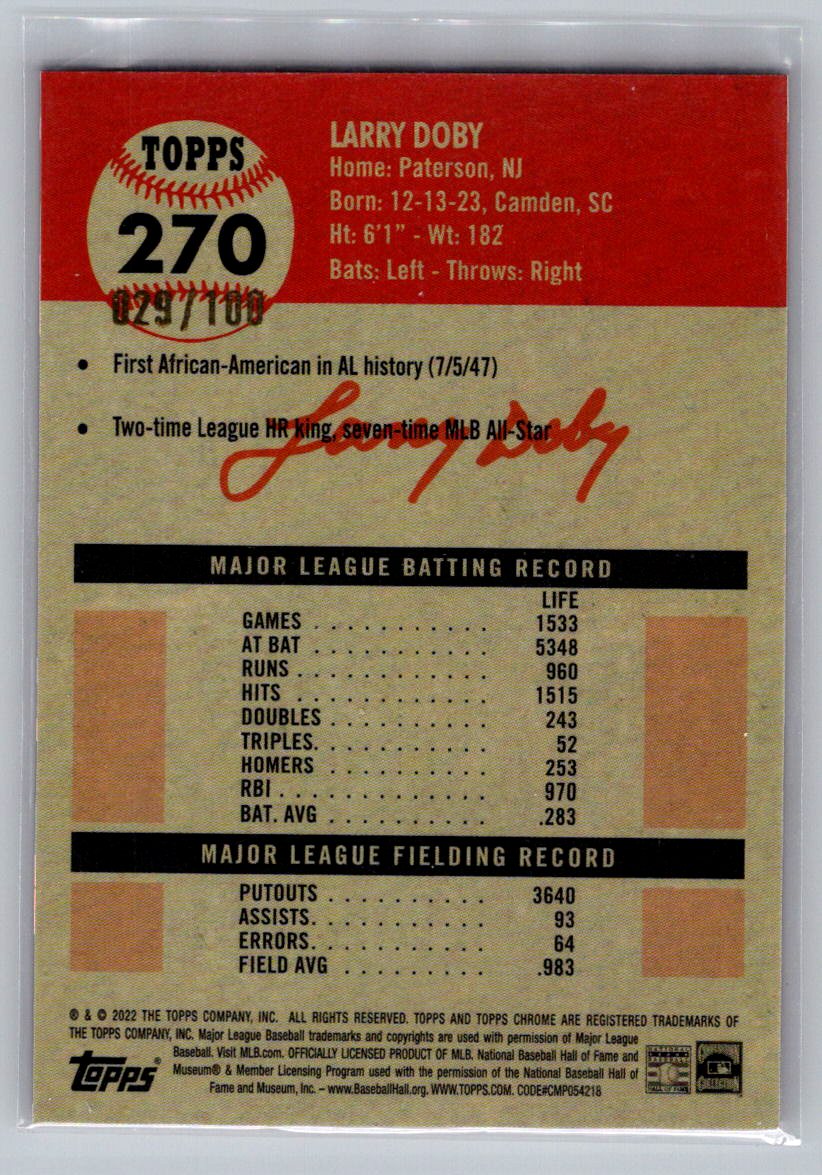 TOPPS
270
029/100
LARRY DOBY
Home: Paterson, NJ
Born: 12-13-23, Camden, SC
Ht: 6'1" - Wt: 182
Bats: Left - Throws: Right
• First African-American in AL history (7/5/47)
• Two-time League HR king, seven-time MLB All-Star
Larry Doby
MAJOR LEAGUE BATTING RECORD
LIFE
GAMES . . . . . . . . . . . 1533
AT BAT . . . . . . . . . . . 5348
RUNS . . . . . . . . . . . . 960
HITS . . . . . . . . . . . . 1515
DOUBLES . . . . . . . . . . 243
TRIPLES. . . . . . . . . . . 52
HOMERS . . . . . . . . . . 253
RBI . . . . . . . . . . . . . 970
BAT. AVG . . . . . . . . . . .283
MAJOR LEAGUE FIELDING RECORD
PUTOUTS . . . . . . . . . . 3640
ASSISTS. . . . . . . . . . . 93
ERRORS. . . . . . . . . . . 64
FIELD AVG . . . . . . . . . .983
® & © 2022 THE TOPPS COMPANY, INC. ALL RIGHTS RESERVED. TOPPS AND TOPPS CHROME ARE REGISTERED TRADEMARKS OF
THE TOPPS COMPANY, INC. Major League Baseball trademarks and copyrights are used with permission of Major League
Baseball. Visit MLB.com. OFFICIALLY LICENSED PRODUCT OF MLB. National Baseball Hall of Fame and
Museum® & Member Licensing Program used with the permission of the National Baseball Hall of
Fame and Museum, Inc. – www.BaseballHall.org. WWW.TOPPS.COM. CODE#CMP054218
Topps®